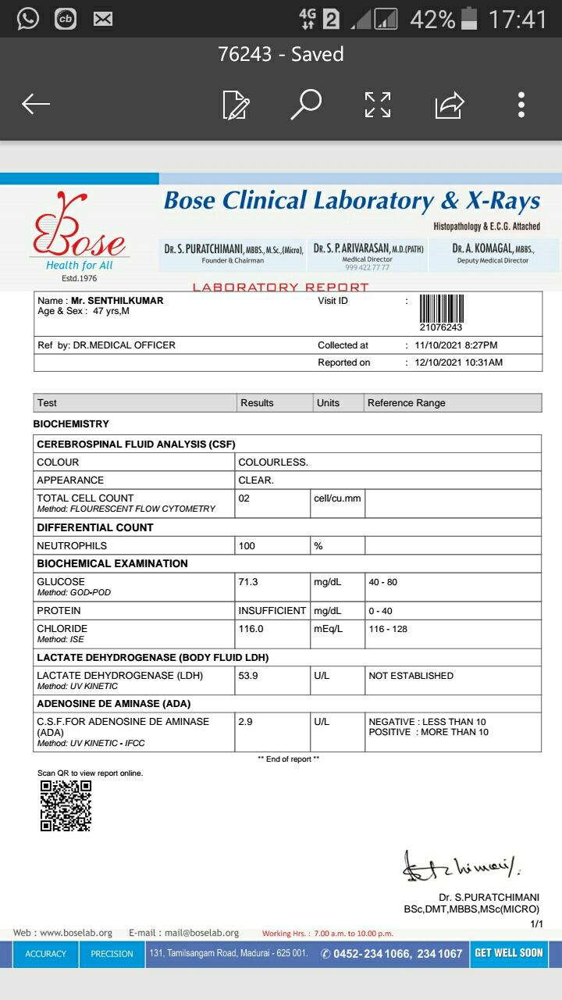 4G 2 42% 17:41
76243 - Saved
Bose Clinical Laboratory & X-Rays
Histopathology & E.C.G. Attached
Bose
Health for All
Estd.1976
Dr. S. PURATCHIMANI, MBBS., M.Sc.,(Micro),
Founder & Chairman
Dr. S. P. ARIVARASAN, M.D.(PATH)
Medical Director
999 422 77 77
Dr. A. KOMAGAL, MBBS.,
Deputy Medical Director
LABORATORY REPORT
Name : Mr. SENTHILKUMAR
Age & Sex : 47 yrs,M
Visit ID :
21076243
Ref by: DR.MEDICAL OFFICER
Collected at : 11/10/2021 8:27PM
Reported on : 12/10/2021 10:31AM
Test Results Units Reference Range
BIOCHEMISTRY
CEREBROSPINAL FLUID ANALYSIS (CSF)
COLOUR COLOURLESS.
APPEARANCE CLEAR.
TOTAL CELL COUNT 02 cell/cu.mm
Method: FLOURESCENT FLOW CYTOMETRY
DIFFERENTIAL COUNT
NEUTROPHILS 100 %
BIOCHEMICAL EXAMINATION
GLUCOSE 71.3 mg/dL 40 - 80
Method: GOD-POD
PROTEIN INSUFFICIENT mg/dL 0 - 40
CHLORIDE 116.0 mEq/L 116 - 128
Method: ISE
LACTATE DEHYDROGENASE (BODY FLUID LDH)
LACTATE DEHYDROGENASE (LDH) 53.9 U/L NOT ESTABLISHED
Method: UV KINETIC
ADENOSINE DE AMINASE (ADA)
C.S.F.FOR ADENOSINE DE AMINASE 2.9 U/L NEGATIVE : LESS THAN 10
(ADA) POSITIVE : MORE THAN 10
Method: UV KINETIC - IFCC
** End of report **
Scan QR to view report online.
Dr. S.PURATCHIMANI
BSc,DMT,MBBS,MSc(MICRO)
1/1
Web : www.boselab.org E-mail : mail@boselab.org Working Hrs. : 7.00 a.m. to 10.00 p.m.
ACCURACY PRECISION 131, Tamilsangam Road, Madurai - 625 001. ✆ 0452-234 1066, 234 1067 GET WELL SOON